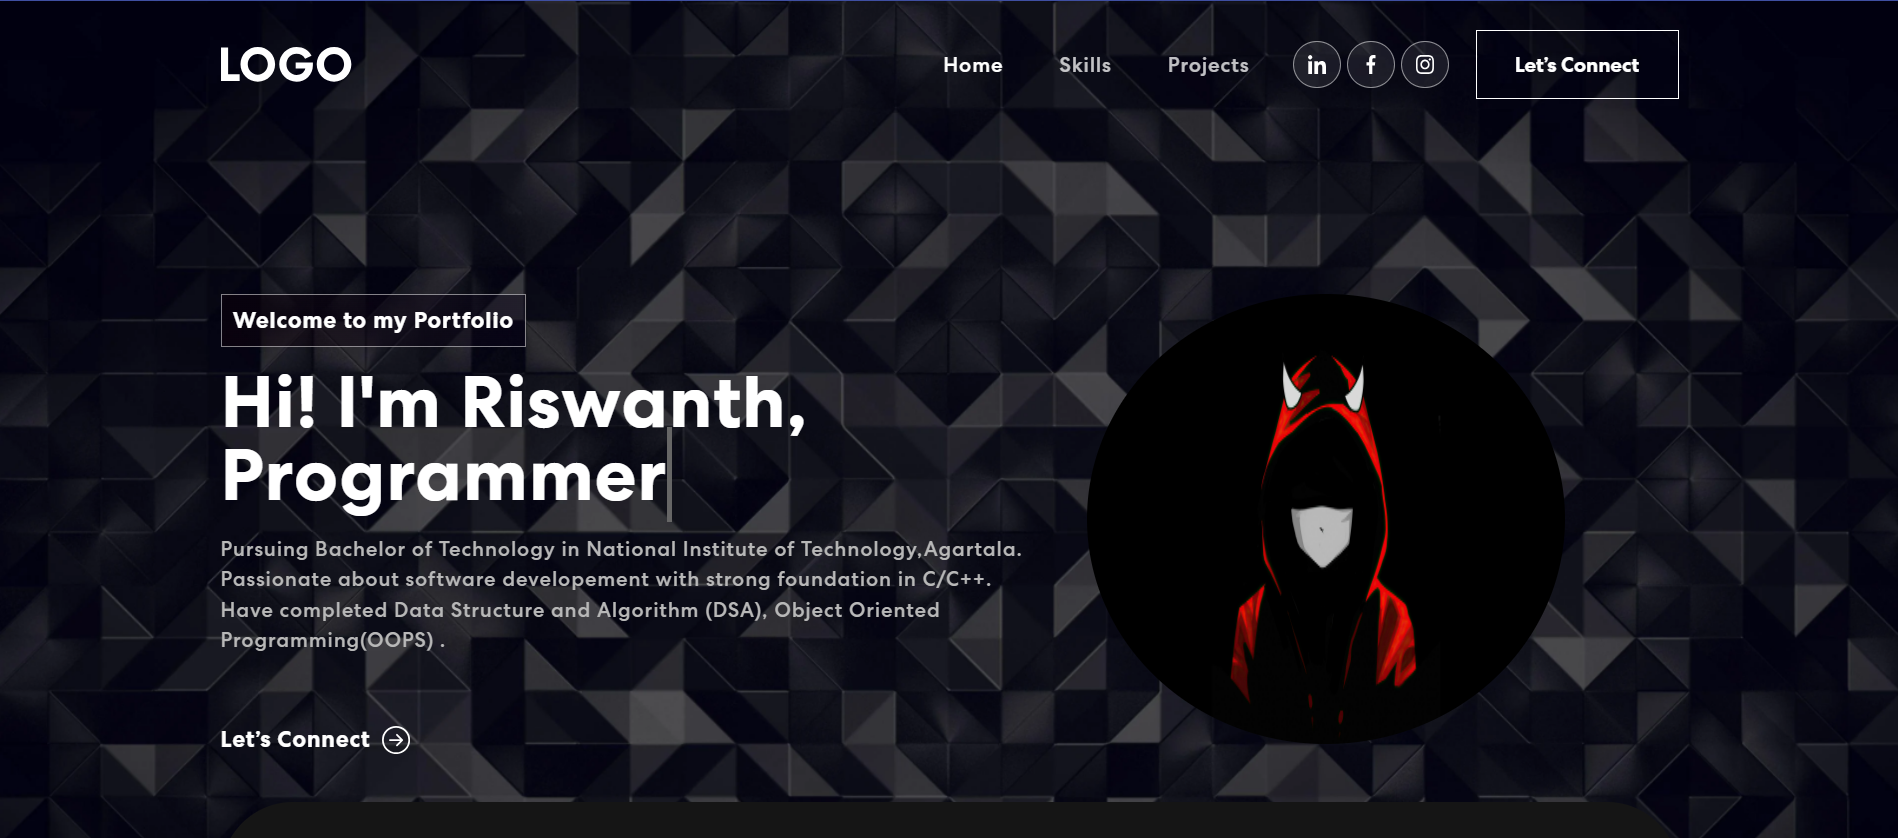 LOGO
Home Skills Projects Let's Connect
Welcome to my Portfolio
Hi! I'm Riswanth,
Programmer
Pursuing Bachelor of Technology in National Institute of Technology,Agartala.
Passionate about software developement with strong foundation in C/C++.
Have completed Data Structure and Algorithm (DSA), Object Oriented
Programming(OOPS) .
Let’s Connect